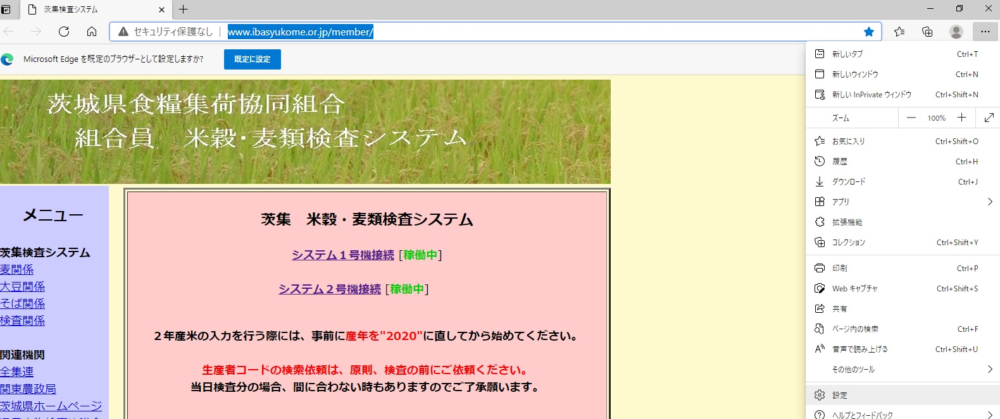 茨集検査システム
セキュリティ保護なし | www.ibasyukome.or.jp/member/
Microsoft Edge を既定のブラウザーとして設定しますか? 既定に設定
茨城県食糧集荷協同組合
組合員　米穀・麦類検査システム
メニュー
茨集検査システム
麦関係
大豆関係
そば関係
検査関係
関連機関
全集連
関東農政局
茨城県ホームページ
茨集　米穀・麦類検査システム
システム１号機接続 [稼働中]
システム２号機接続 [稼働中]
２年産米の入力を行う際には、事前に産年を"2020"に直してから始めてください。
生産者コードの検索依頼は、原則、検査の前にご依頼ください。
当日検査分の場合、間に合わない時もありますのでご了承願います。
新しいタブ Ctrl+T
新しいウィンドウ Ctrl+N
新しい InPrivate ウィンドウ Ctrl+Shift+N
ズーム 100%
お気に入り Ctrl+Shift+O
履歴 Ctrl+H
ダウンロード Ctrl+J
アプリ
拡張機能
コレクション Ctrl+Shift+Y
印刷 Ctrl+P
Web キャプチャ Ctrl+Shift+S
共有
ページ内の検索 Ctrl+F
音声で読み上げる Ctrl+Shift+U
その他のツール
設定
ヘルプとフィードバック